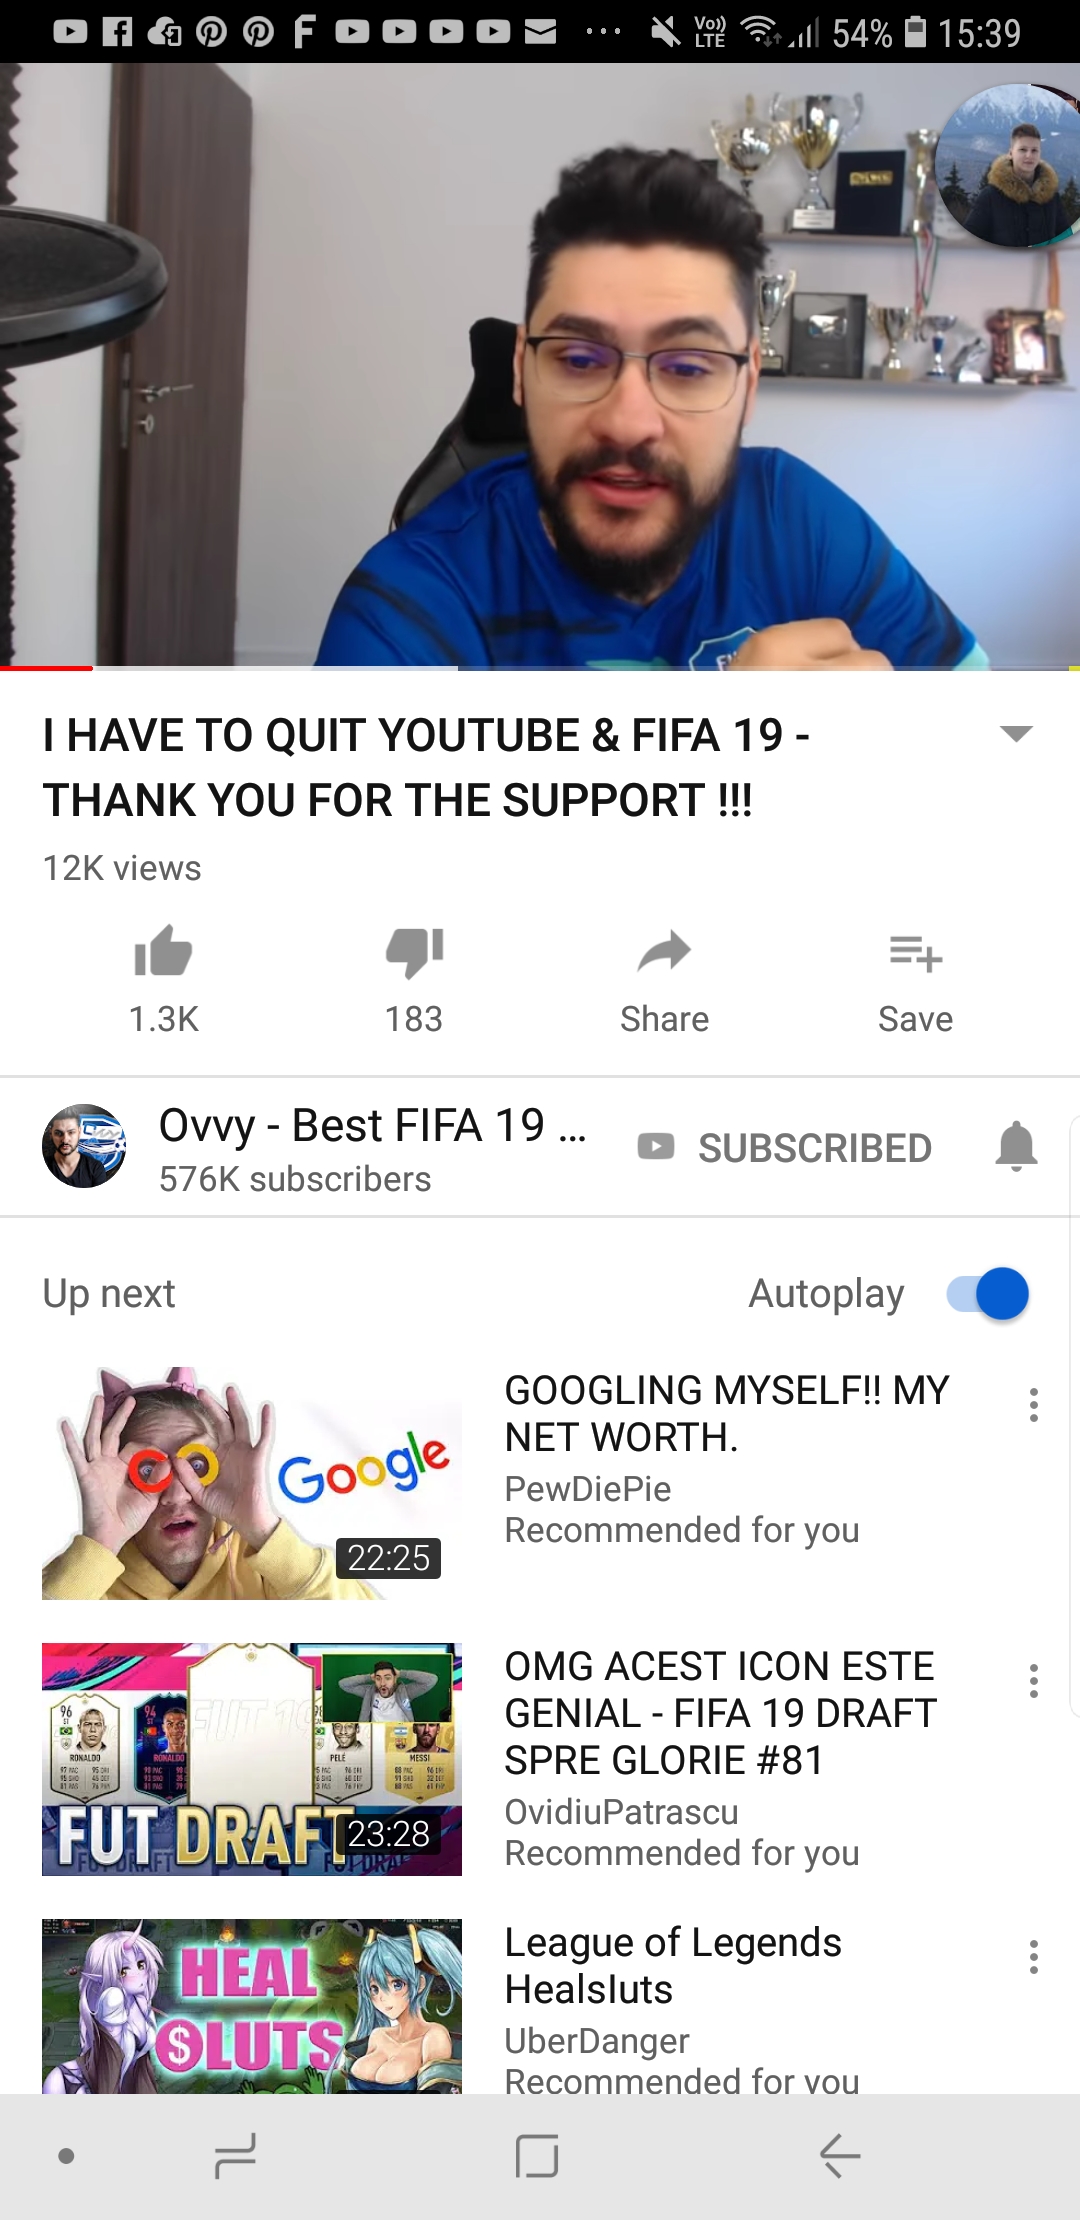 Vo)) LTE 54% 15:39
I HAVE TO QUIT YOUTUBE & FIFA 19 -
THANK YOU FOR THE SUPPORT !!!
12K views
1.3K 183 Share Save
Ovvy - Best FIFA 19 ...
576K subscribers
SUBSCRIBED
Up next Autoplay
Google
22:25
GOOGLING MYSELF!! MY
NET WORTH.
PewDiePie
Recommended for you
96
ST
RONALDO
94
ST
RONALDO
PELÉ
MESSI
FUT DRAFT
23:28
OMG ACEST ICON ESTE
GENIAL - FIFA 19 DRAFT
SPRE GLORIE #81
OvidiuPatrascu
Recommended for you
HEAL
$LUTS
League of Legends
Healsluts
UberDanger
Recommended for you